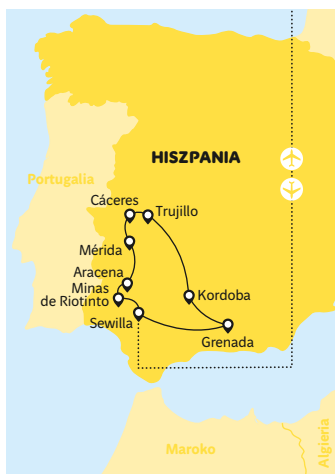 HISZPANIA
Portugalia
Cáceres
Trujillo
Mérida
Aracena
Minas
de Riotinto
Kordoba
Sewilla
Grenada
Maroko
Algieria